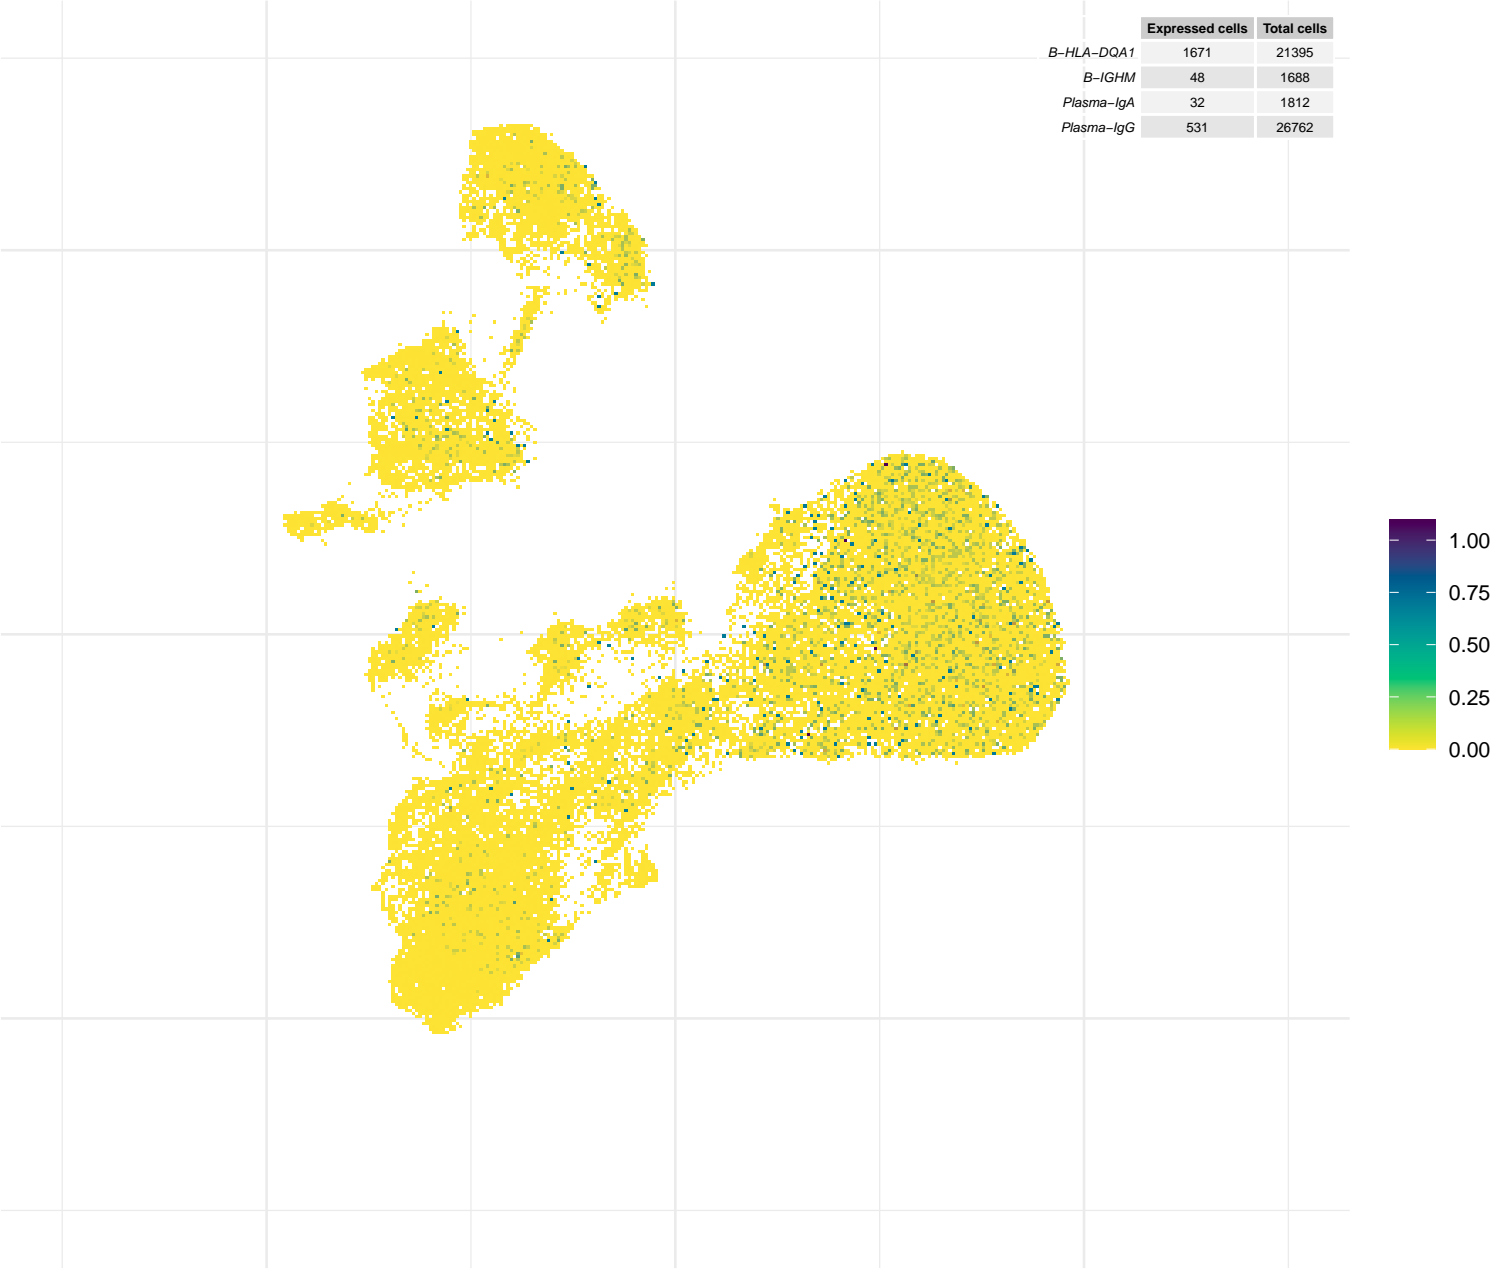 Expressed cells Total cells
B−HLA−DQA1 1671 21395
B−IGHM 48 1688
Plasma−IgA 32 1812
Plasma−IgG 531 26762
1.00
0.75
0.50
0.25
0.00